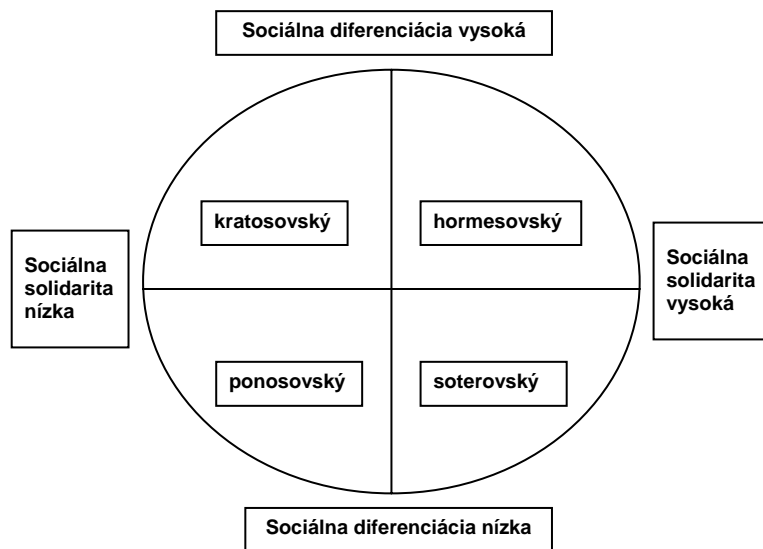 Sociálna diferenciácia vysoká
kratosovský
hormesovský
Sociálna
solidarita
nízka
Sociálna
solidarita
vysoká
ponosovský
soterovský
Sociálna diferenciácia nízka